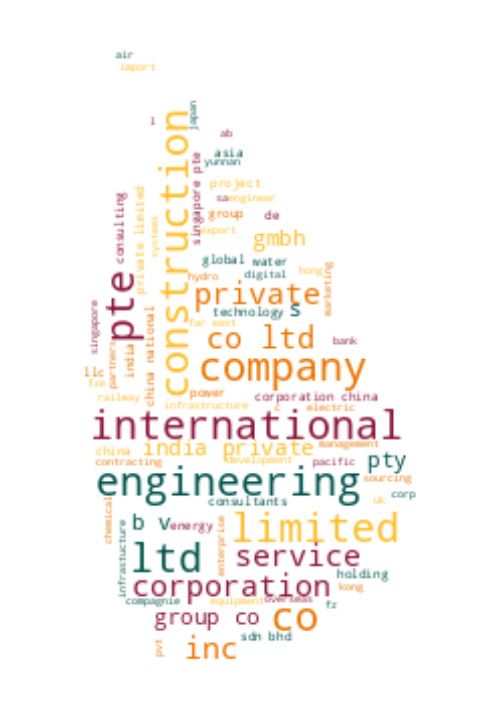 air
import
l
japan
ab
construction
asia
yunnan
singapore pte
project
sa
engineer
consulting
private limited
group
de
systems
export
gmbh
global water
hydro
digital
hong
marketing
pte
private
technology
s
singapore
partners
india
china national
far east
co ltd
bank
company
llc
fze
railway
power
corporation china
infrastructure
c
electric
international
china
india private
management
contracting
development
pacific
pty
sourcing
engineering
corp
uk
consultants
chemical
infrastucture
b v
energy
enterprise
limited
ltd
service
holding
corporation
kong
compagnie
equipment
overseas
fz
group co
co
sdn bhd
pvt
inc